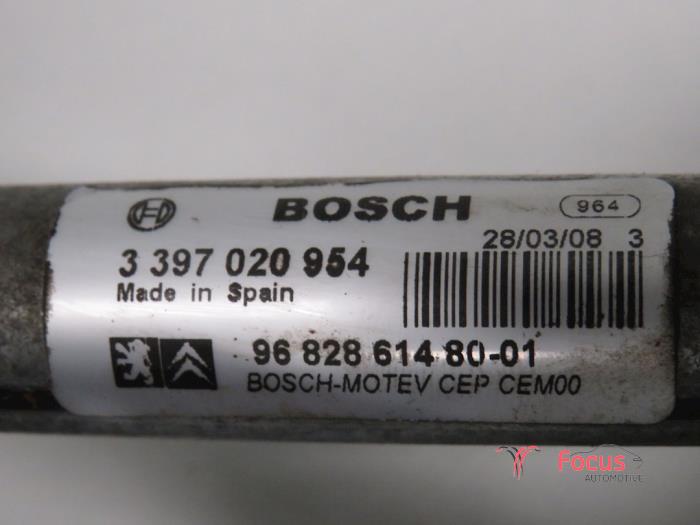 BOSCH
964
28/03/08 3
3 397 020 954
Made in Spain
96 828 614 80-01
BOSCH-MOTEV CEP CEM00
Focus
AUTOMOTIVE